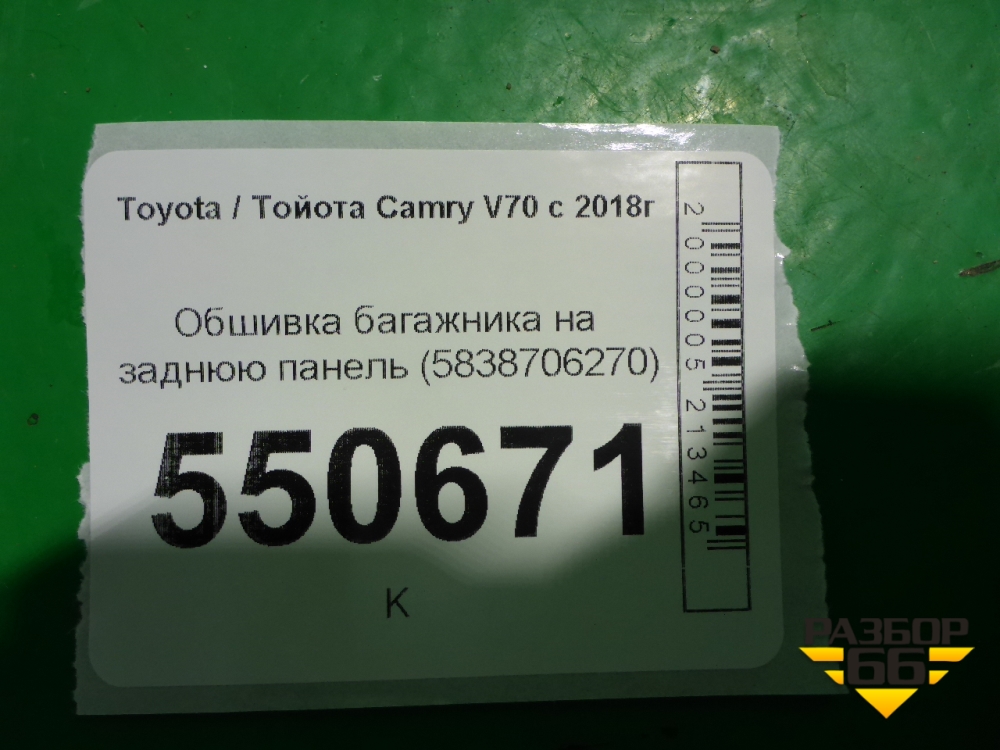 Toyota / Тойота Camry V70 с 2018г
Обшивка багажника на
заднюю панель (5838706270)
550671
К
2000005213465
РАЗБОР
66